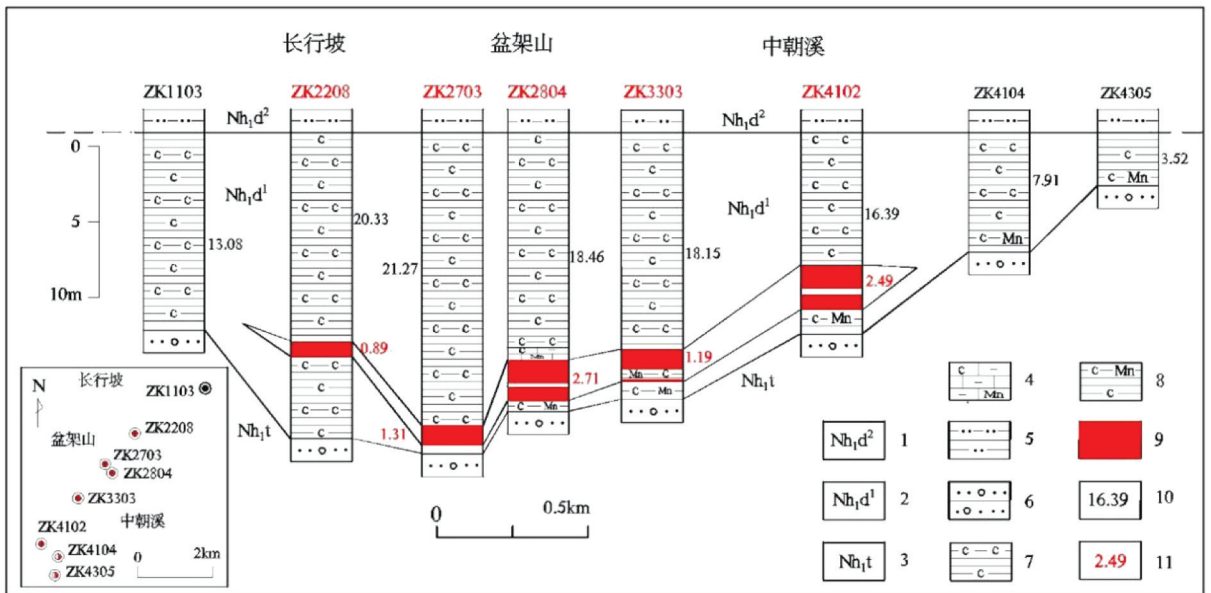 长行坡 盆架山 中朝溪
ZK1103 ZK2208 ZK2703 ZK2804 ZK3303 ZK4102 ZK4104 ZK4305
Nh₁d² Nh₁d²
0
5
10m
Nh₁d¹ Nh₁d¹
13.08
20.33
21.27
18.46
18.15
16.39
7.91
3.52
0.89
1.31
2.71
1.19
2.49
Nh₁t Nh₁t
C C C
C Mn
Mn
0 0.5km
N
长行坡
ZK1103
ZK2208
盆架山
ZK2703
ZK2804
ZK3303
中朝溪
ZK4102
ZK4104
ZK4305
0 2km
Nh₁d² 1
Nh₁d¹ 2
Nh₁t 3
C Mn 4
5
6
C C C 7
C Mn C 8
9
16.39 10
2.49 11